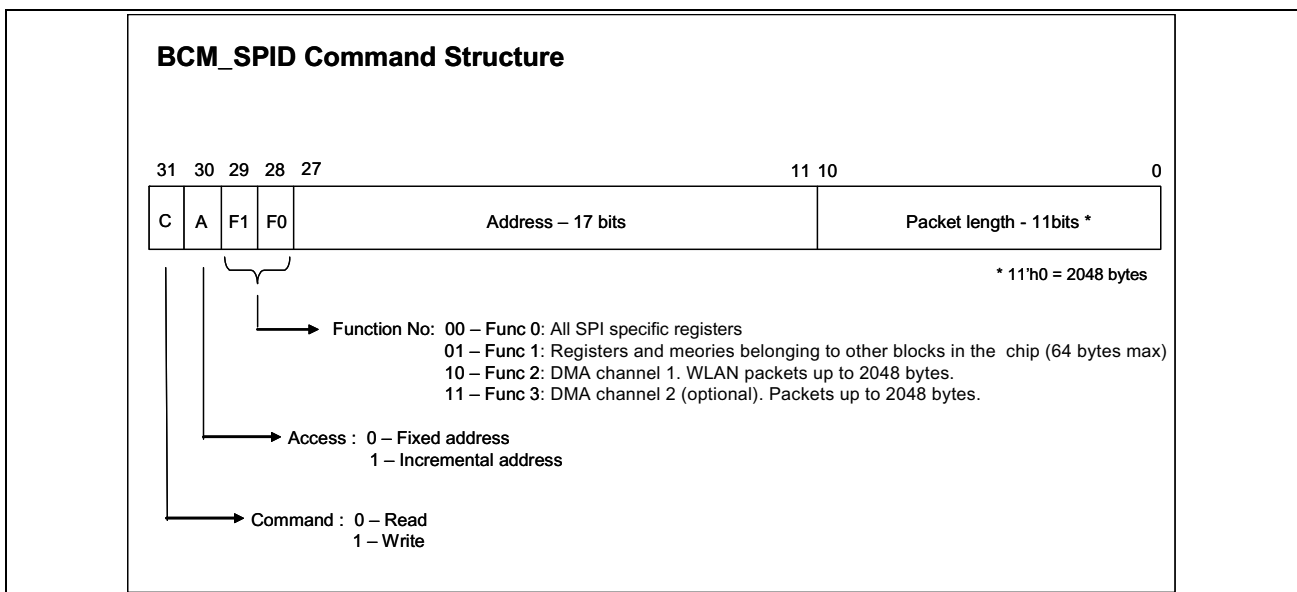 BCM_SPID Command Structure
31 30 29 28 27 11 10 0
C A F1 F0 Address – 17 bits Packet length - 11bits *
* 11'h0 = 2048 bytes
Function No: 00 – Func 0: All SPI specific registers
01 – Func 1: Registers and meories belonging to other blocks in the chip (64 bytes max)
10 – Func 2: DMA channel 1. WLAN packets up to 2048 bytes.
11 – Func 3: DMA channel 2 (optional). Packets up to 2048 bytes.
Access : 0 – Fixed address
1 – Incremental address
Command : 0 – Read
1 – Write